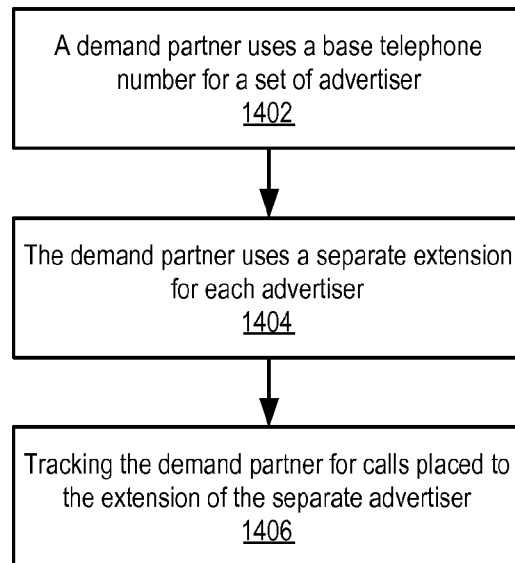 A demand partner uses a base telephone
number for a set of advertiser
1402
The demand partner uses a separate extension
for each advertiser
1404
Tracking the demand partner for calls placed to
the extension of the separate advertiser
1406